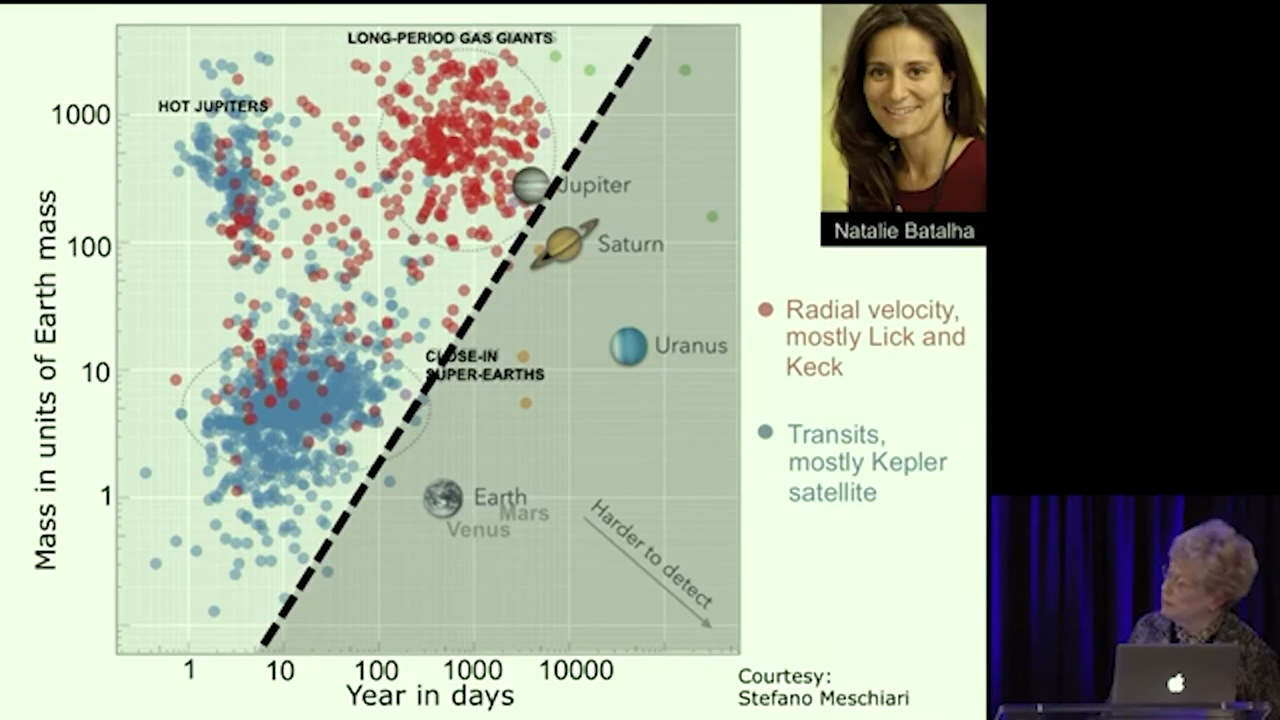 LONG-PERIOD GAS GIANTS
HOT JUPITERS
1000
100
10
1
Mass in units of Earth mass
Jupiter
Saturn
Uranus
CLOSE-IN
SUPER-EARTHS
Earth
Mars
Venus
Harder to detect
1
10
100
1000
10000
Year in days
Natalie Batalha
Radial velocity,
mostly Lick and
Keck
Transits,
mostly Kepler
satellite
Courtesy:
Stefano Meschiari